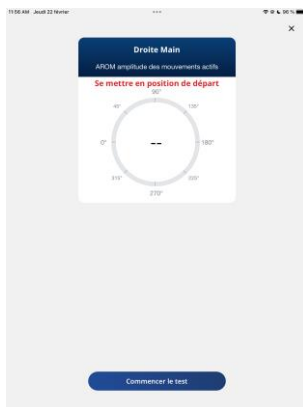 11:56 AM Jeudi 22 février
96 %
Droite Main
AROM amplitude des mouvements actifs
Se mettre en position de départ
90°
45° 135°
0° -- 180°
315° 225°
270°
Commencer le test